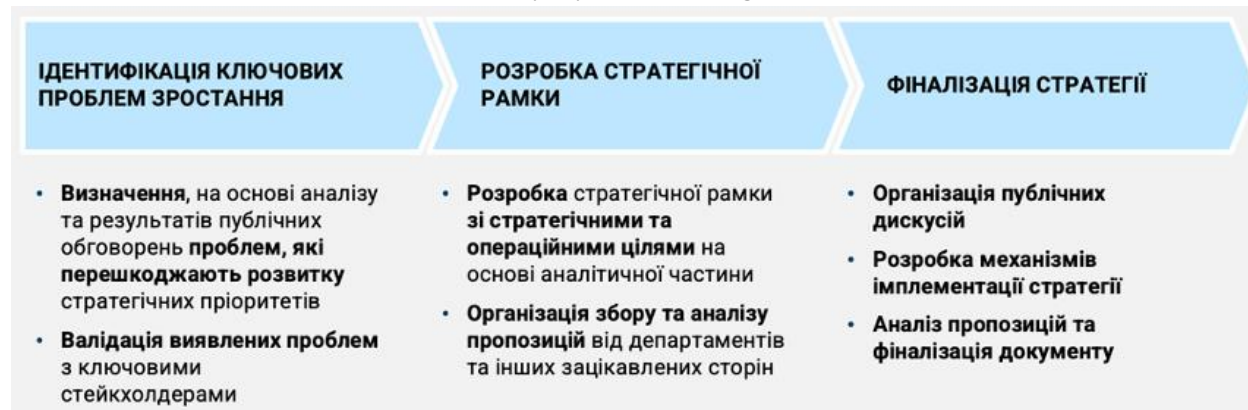 ІДЕНТИФІКАЦІЯ КЛЮЧОВИХ
ПРОБЛЕМ ЗРОСТАННЯ
РОЗРОБКА СТРАТЕГІЧНОЇ
РАМКИ
ФІНАЛІЗАЦІЯ СТРАТЕГІЇ
• Визначення, на основі аналізу
та результатів публічних
обговорень проблем, які
перешкоджають розвитку
стратегічних пріоритетів
• Валідація виявлених проблем
з ключовими
стейкхолдерами
• Розробка стратегічної рамки
зі стратегічними та
операційними цілями на
основі аналітичної частини
• Організація збору та аналізу
пропозицій від департаментів
та інших зацікавлених сторін
• Організація публічних
дискусій
• Розробка механізмів
імплементації стратегії
• Аналіз пропозицій та
фіналізація документу